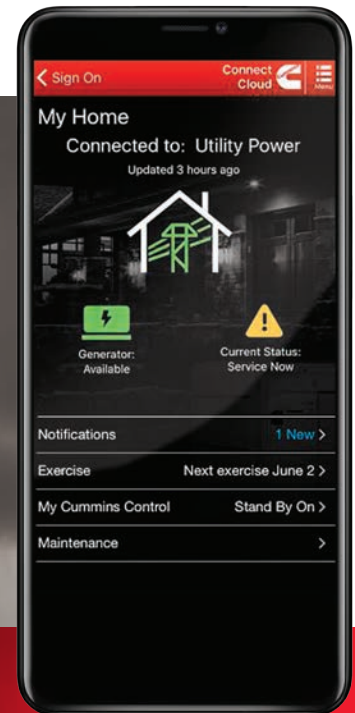 Sign On
Connect
Cloud
Menu
My Home
Connected to: Utility Power
Updated 3 hours ago
Generator:
Available
Current Status:
Service Now
Notifications 1 New >
Exercise Next exercise June 2 >
My Cummins Control Stand By On >
Maintenance >